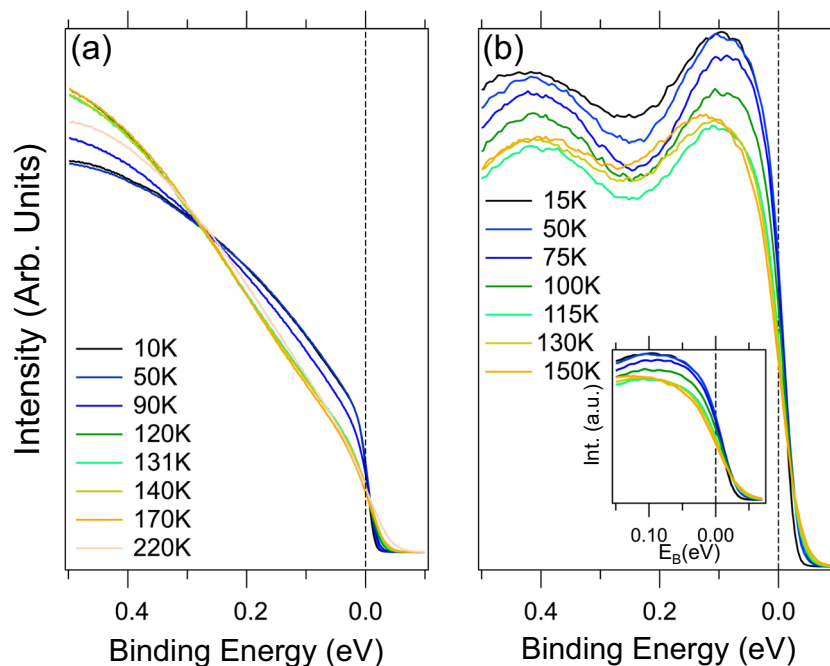 (a)
Intensity (Arb. Units)
10K
50K
90K
120K
131K
140K
170K
220K
0.4
0.2
0.0
Binding Energy (eV)
(b)
15K
50K
75K
100K
115K
130K
150K
Int. (a.u.)
0.10
0.00
E_B(eV)
0.4
0.2
0.0
Binding Energy (eV)